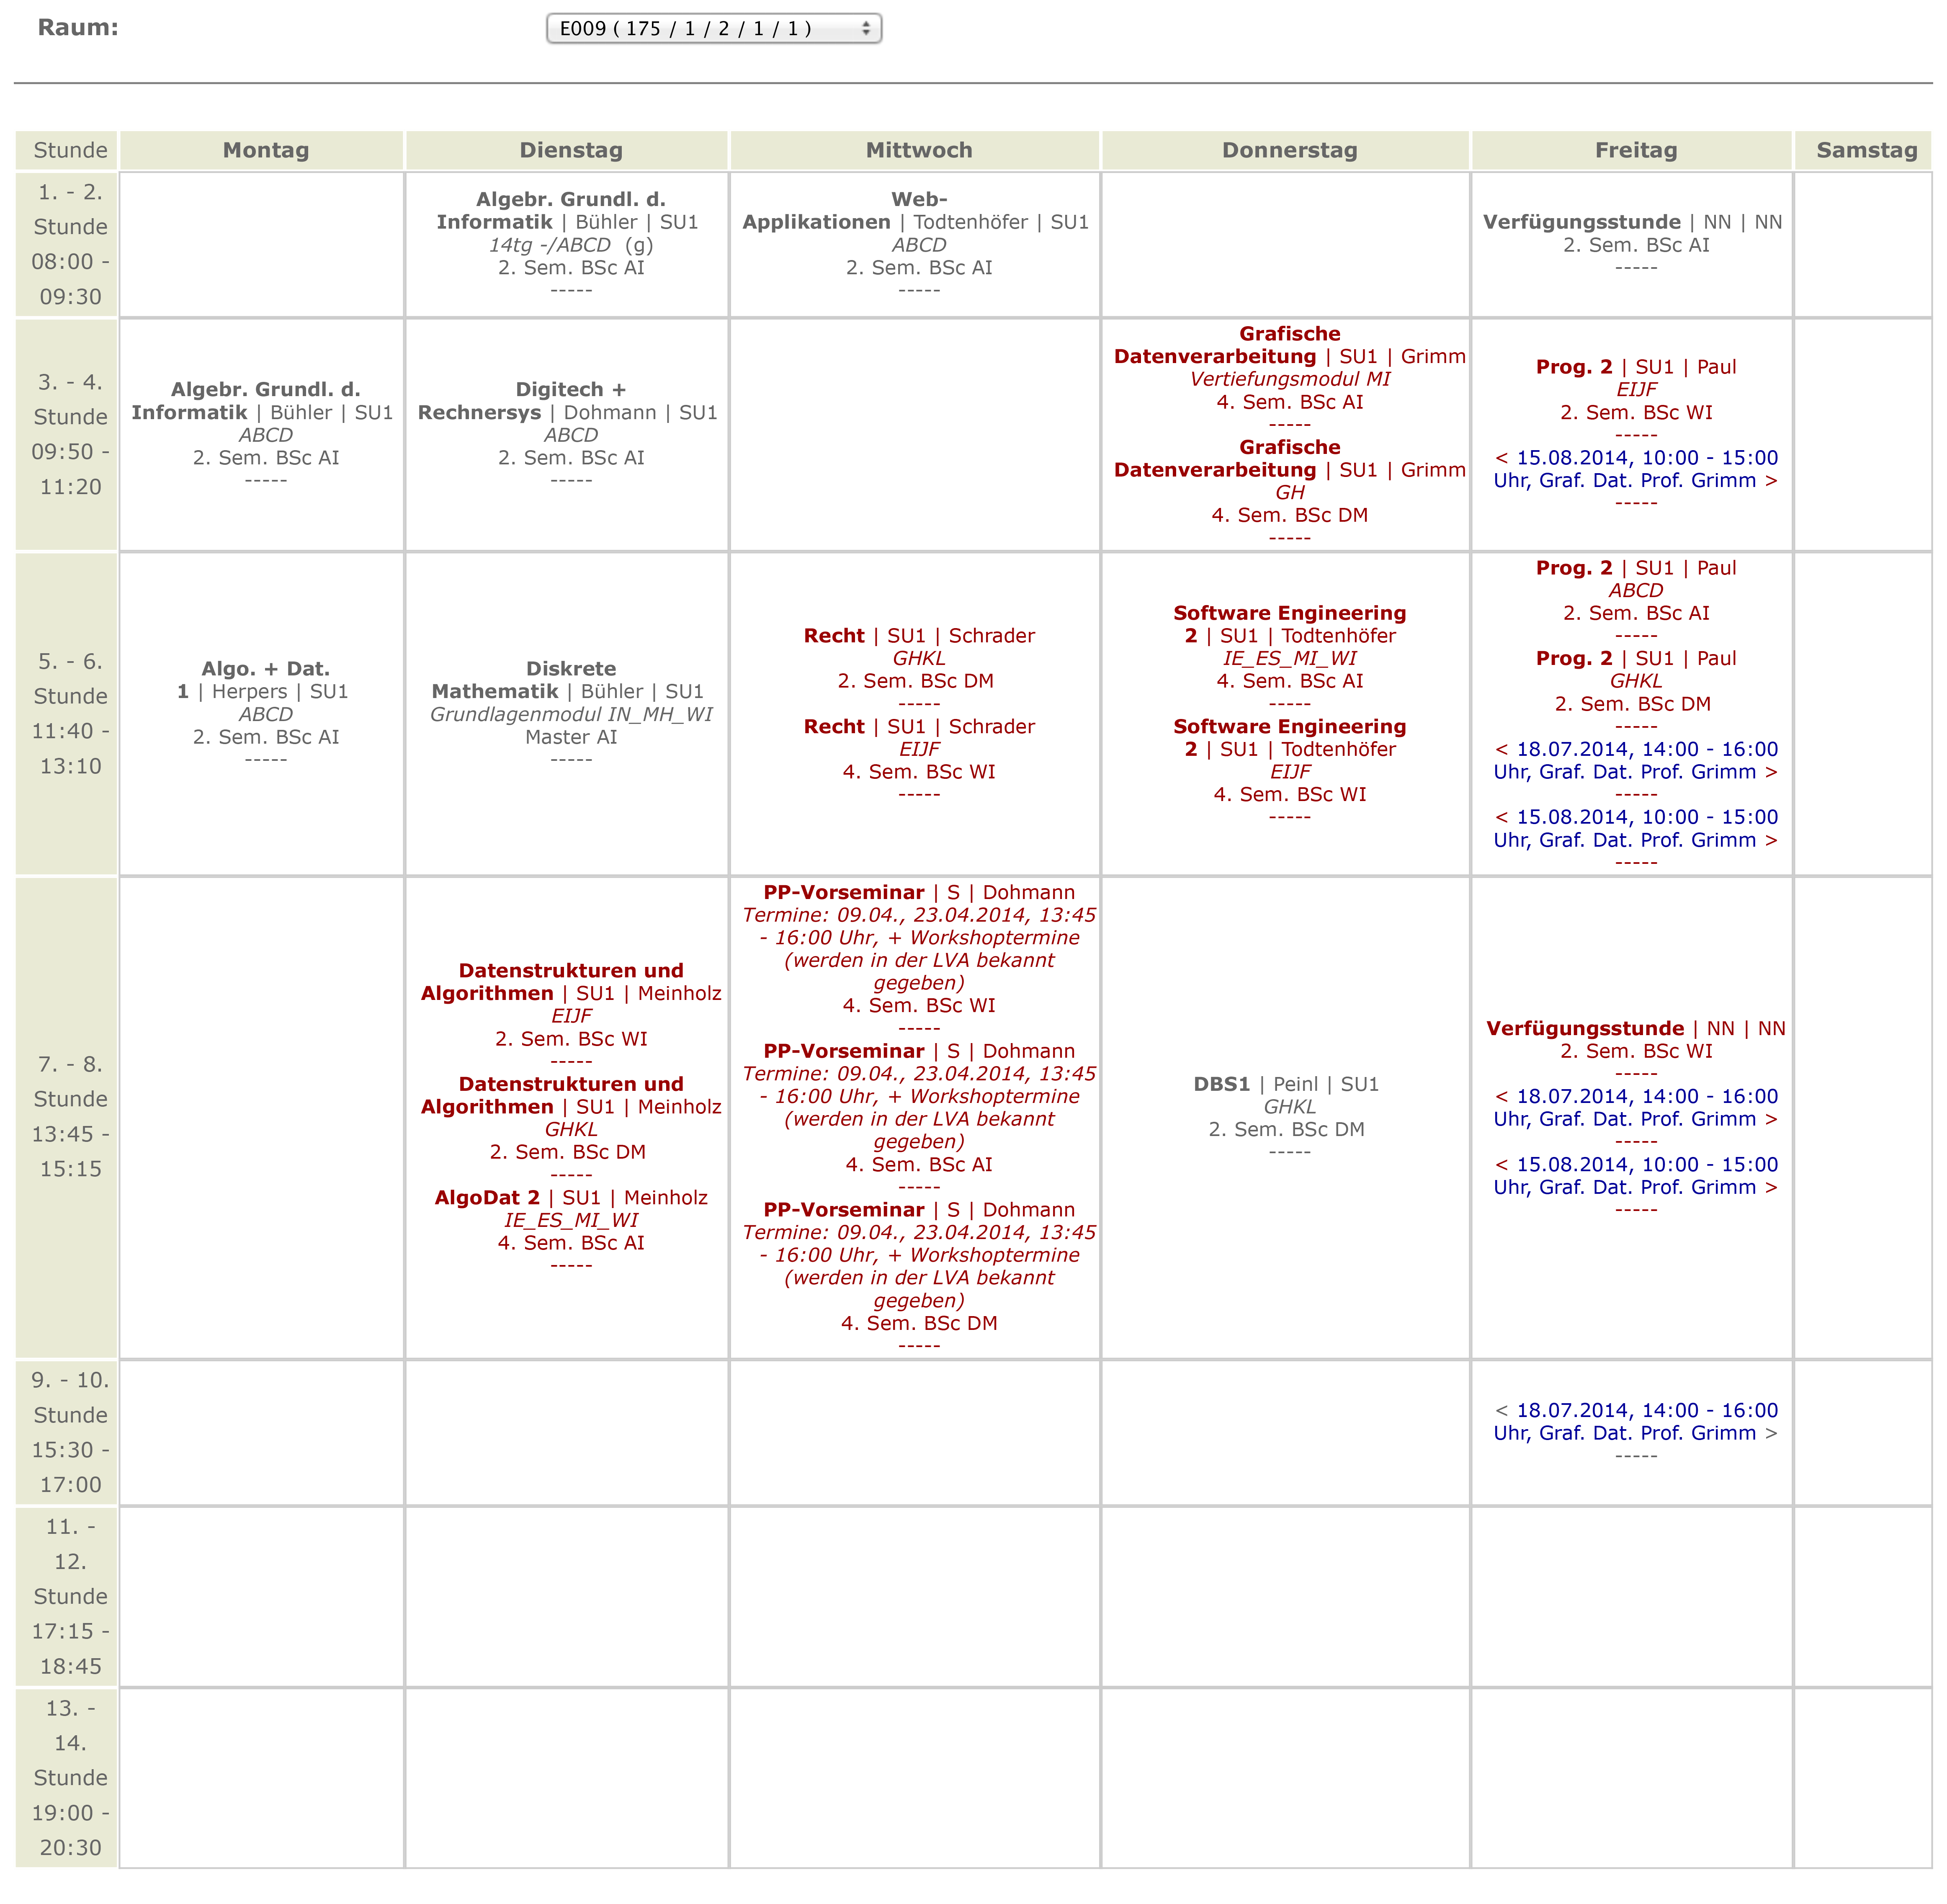 Raum:
E009 ( 175 / 1 / 2 / 1 / 1 )
Stunde
Montag
Dienstag
Mittwoch
Donnerstag
Freitag
Samstag
1. - 2.
Stunde
08:00 -
09:30
Algebr. Grundl. d.
Informatik | Bühler | SU1
14tg -/ABCD (g)
2. Sem. BSc AI
-----
Web-
Applikationen | Todtenhöfer | SU1
ABCD
2. Sem. BSc AI
-----
Verfügungsstunde | NN | NN
2. Sem. BSc AI
-----
3. - 4.
Stunde
09:50 -
11:20
Algebr. Grundl. d.
Informatik | Bühler | SU1
ABCD
2. Sem. BSc AI
-----
Digitech +
Rechnersys | Dohmann | SU1
ABCD
2. Sem. BSc AI
-----
Grafische
Datenverarbeitung | SU1 | Grimm
Vertiefungsmodul MI
4. Sem. BSc AI
-----
Grafische
Datenverarbeitung | SU1 | Grimm
GH
4. Sem. BSc DM
-----
Prog. 2 | SU1 | Paul
EIJF
2. Sem. BSc WI
-----
< 15.08.2014, 10:00 - 15:00
Uhr, Graf. Dat. Prof. Grimm >
-----
5. - 6.
Stunde
11:40 -
13:10
Algo. + Dat.
1 | Herpers | SU1
ABCD
2. Sem. BSc AI
-----
Diskrete
Mathematik | Bühler | SU1
Grundlagenmodul IN_MH_WI
Master AI
-----
Recht | SU1 | Schrader
GHKL
2. Sem. BSc DM
-----
Recht | SU1 | Schrader
EIJF
4. Sem. BSc WI
-----
Software Engineering
2 | SU1 | Todtenhöfer
IE_ES_MI_WI
4. Sem. BSc AI
-----
Software Engineering
2 | SU1 | Todtenhöfer
EIJF
4. Sem. BSc WI
-----
Prog. 2 | SU1 | Paul
ABCD
2. Sem. BSc AI
-----
Prog. 2 | SU1 | Paul
GHKL
2. Sem. BSc DM
-----
< 18.07.2014, 14:00 - 16:00
Uhr, Graf. Dat. Prof. Grimm >
-----
< 15.08.2014, 10:00 - 15:00
Uhr, Graf. Dat. Prof. Grimm >
-----
7. - 8.
Stunde
13:45 -
15:15
Datenstrukturen und
Algorithmen | SU1 | Meinholz
EIJF
2. Sem. BSc WI
-----
Datenstrukturen und
Algorithmen | SU1 | Meinholz
GHKL
2. Sem. BSc DM
-----
AlgoDat 2 | SU1 | Meinholz
IE_ES_MI_WI
4. Sem. BSc AI
-----
PP-Vorseminar | S | Dohmann
Termine: 09.04., 23.04.2014, 13:45
- 16:00 Uhr, + Workshoptermine
(werden in der LVA bekannt
gegeben)
4. Sem. BSc WI
-----
PP-Vorseminar | S | Dohmann
Termine: 09.04., 23.04.2014, 13:45
- 16:00 Uhr, + Workshoptermine
(werden in der LVA bekannt
gegeben)
4. Sem. BSc AI
-----
PP-Vorseminar | S | Dohmann
Termine: 09.04., 23.04.2014, 13:45
- 16:00 Uhr, + Workshoptermine
(werden in der LVA bekannt
gegeben)
4. Sem. BSc DM
-----
DBS1 | Peinl | SU1
GHKL
2. Sem. BSc DM
-----
Verfügungsstunde | NN | NN
2. Sem. BSc WI
-----
< 18.07.2014, 14:00 - 16:00
Uhr, Graf. Dat. Prof. Grimm >
-----
< 15.08.2014, 10:00 - 15:00
Uhr, Graf. Dat. Prof. Grimm >
-----
9. - 10.
Stunde
15:30 -
17:00
< 18.07.2014, 14:00 - 16:00
Uhr, Graf. Dat. Prof. Grimm >
-----
11. -
12.
Stunde
17:15 -
18:45
13. -
14.
Stunde
19:00 -
20:30